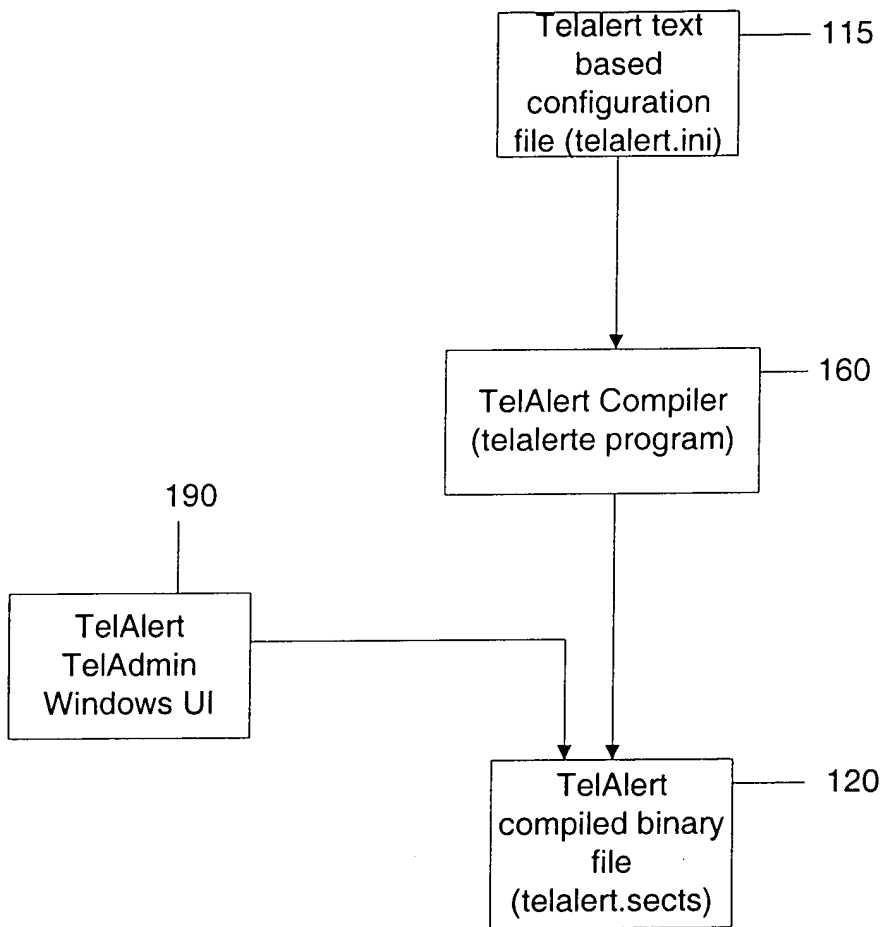 Telalert text
based
configuration
file (telalert.ini)
115
TelAlert Compiler
(telalerte program)
160
190
TelAlert
TelAdmin
Windows UI
TelAlert
compiled binary
file
(telalert.sects)
120